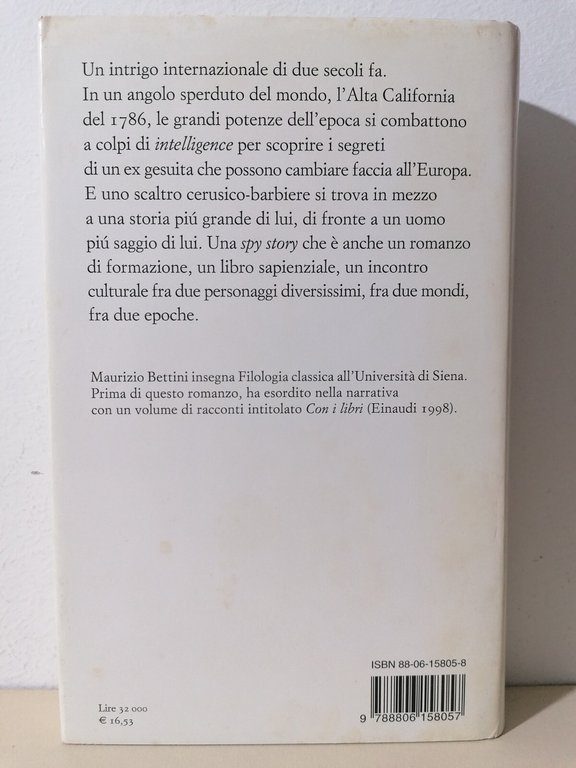 Un intrigo internazionale di due secoli fa.
In un angolo sperduto del mondo, l'Alta California
del 1786, le grandi potenze dell'epoca si combattono
a colpi di intelligence per scoprire i segreti
di un ex gesuita che possono cambiare faccia all'Europa.
E uno scaltro cerusico-barbiere si trova in mezzo
a una storia piú grande di lui, di fronte a un uomo
piú saggio di lui. Una spy story che è anche un romanzo
di formazione, un libro sapienziale, un incontro
culturale fra due personaggi diversissimi, fra due mondi,
fra due epoche.
Maurizio Bettini insegna Filologia classica all'Università di Siena.
Prima di questo romanzo, ha esordito nella narrativa
con un volume di racconti intitolato Con i libri (Einaudi 1998).
ISBN 88-06-15805-8
Lire 32 000
€ 16,53
9 788806 158057